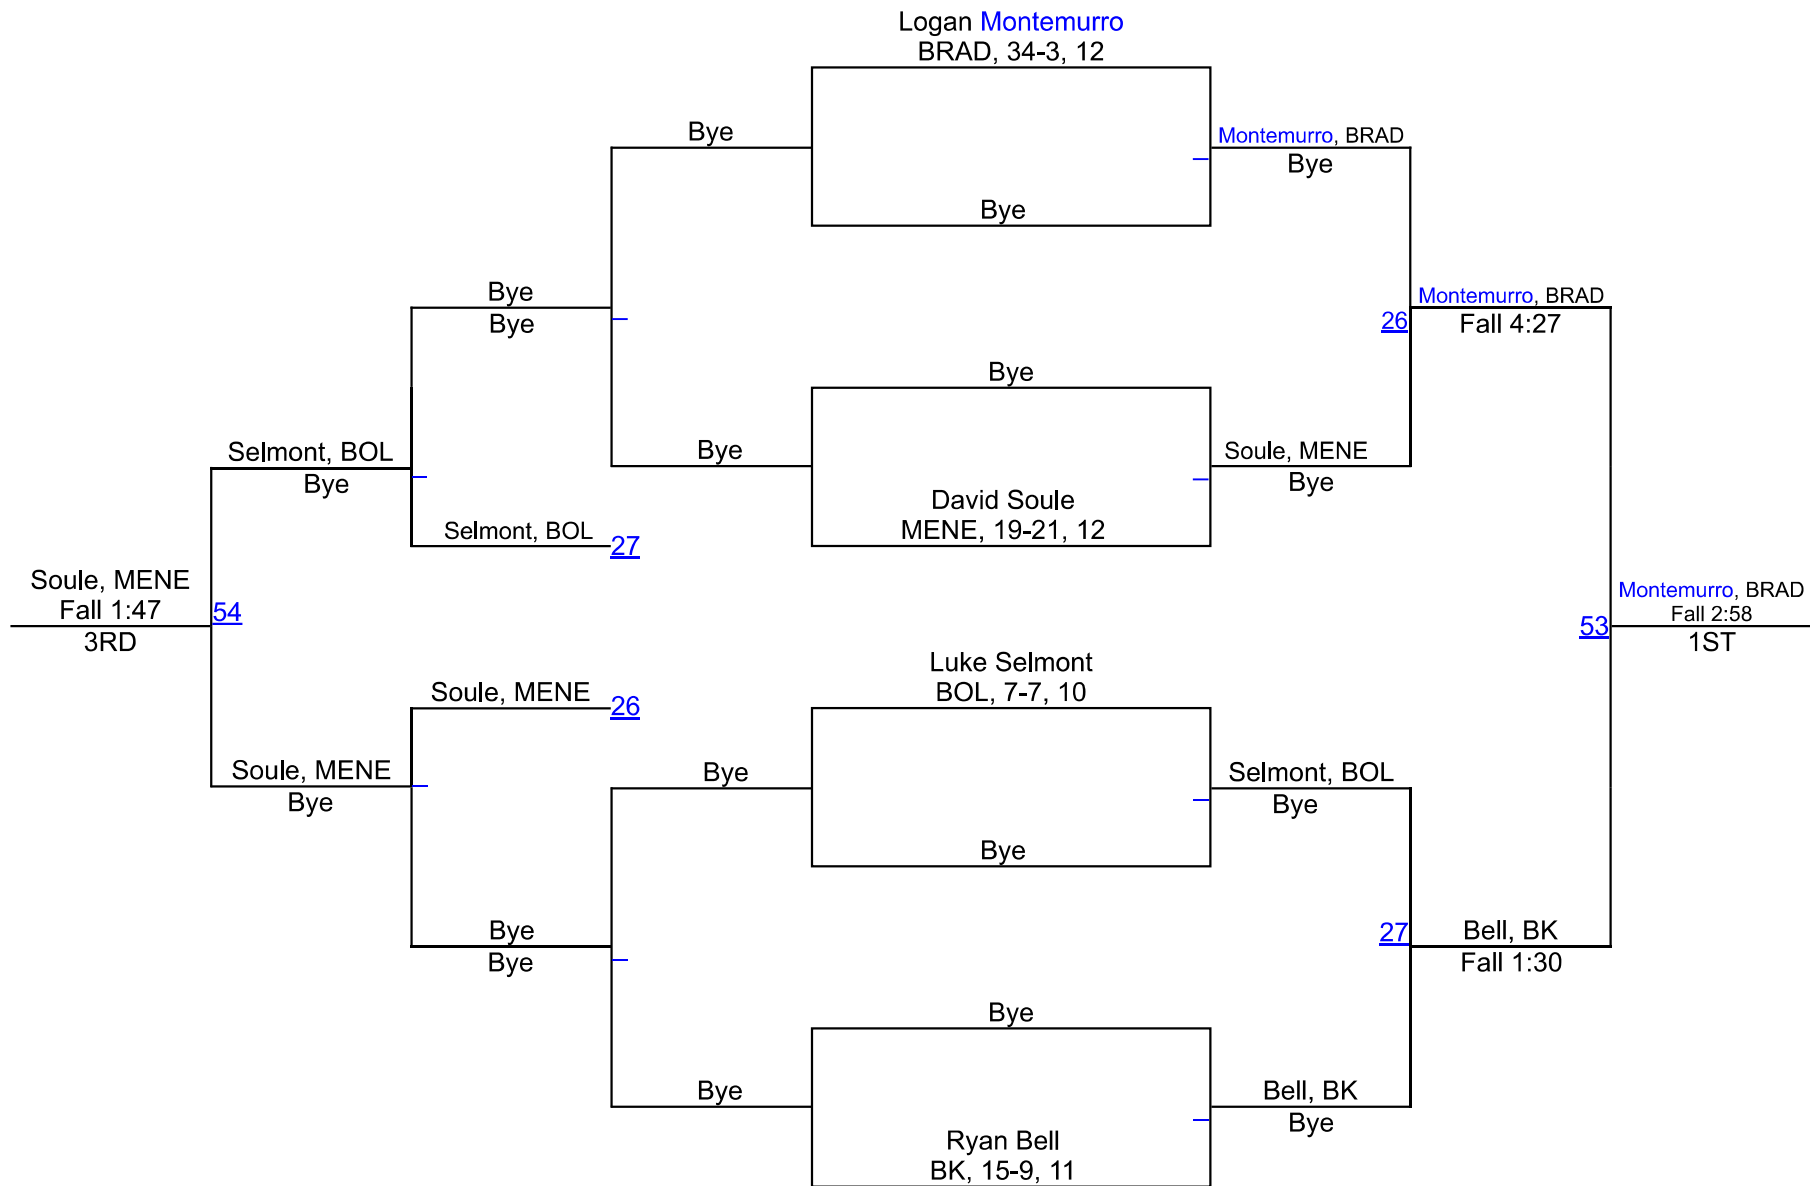 Logan Montemurro
BRAD, 34-3, 12
Bye
Montemurro, BRAD
Bye
Bye
Bye
Bye
Montemurro, BRAD
26
Fall 4:27
Bye
Selmont, BOL
Bye
Bye
Soule, MENE
Bye
David Soule
MENE, 19-21, 12
Selmont, BOL
27
Soule, MENE
Fall 1:47
54
3RD
Montemurro, BRAD
Fall 2:58
53
1ST
Luke Selmont
BOL, 7-7, 10
Soule, MENE
26
Soule, MENE
Bye
Bye
Selmont, BOL
Bye
Bye
Bye
Bye
27
Bell, BK
Fall 1:30
Bye
Bye
Bell, BK
Bye
Ryan Bell
BK, 15-9, 11